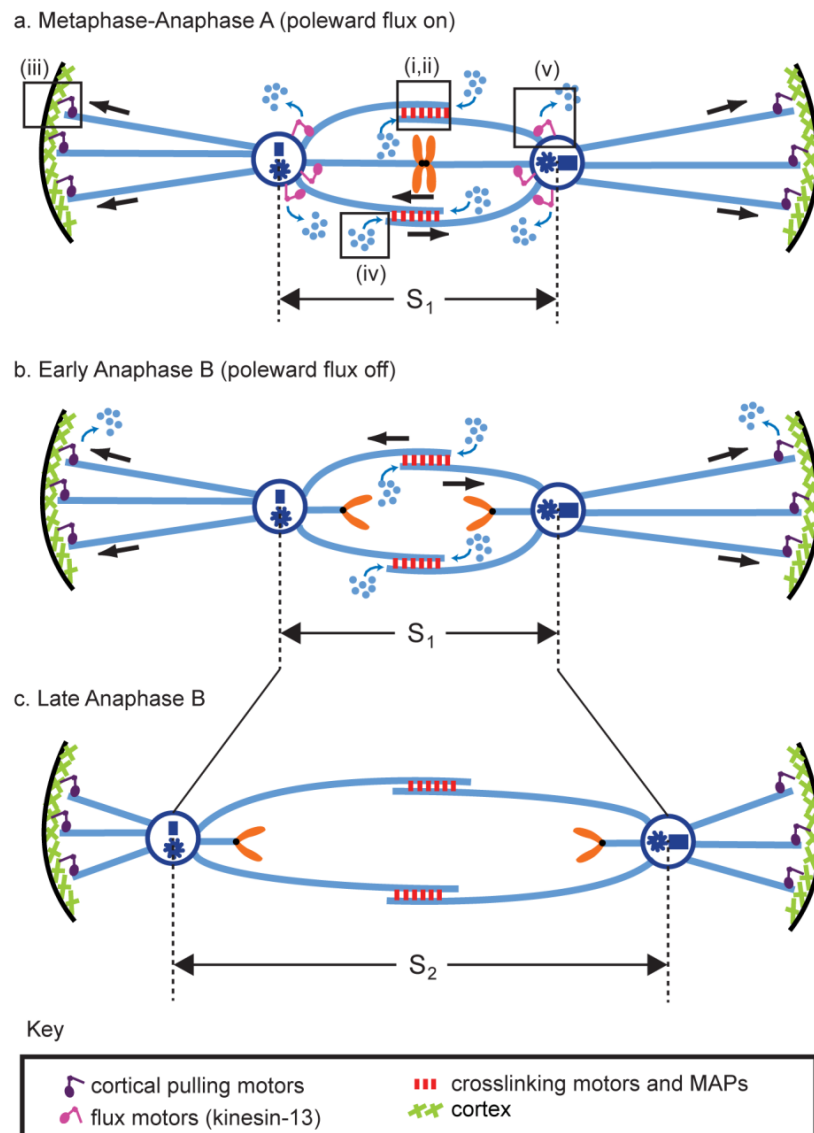 a. Metaphase-Anaphase A (poleward flux on)
(iii)
(i,ii)
(v)
(iv)
S1
b. Early Anaphase B (poleward flux off)
S1
c. Late Anaphase B
S2
Key
cortical pulling motors
crosslinking motors and MAPs
flux motors (kinesin-13)
cortex